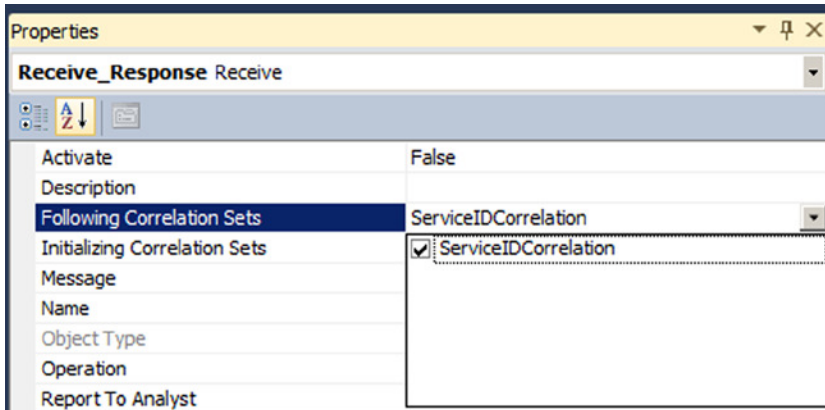 Properties
Receive_Response Receive
Activate False
Description
Following Correlation Sets ServiceIDCorrelation
Initializing Correlation Sets ServiceIDCorrelation
Message
Name
Object Type
Operation
Report To Analyst